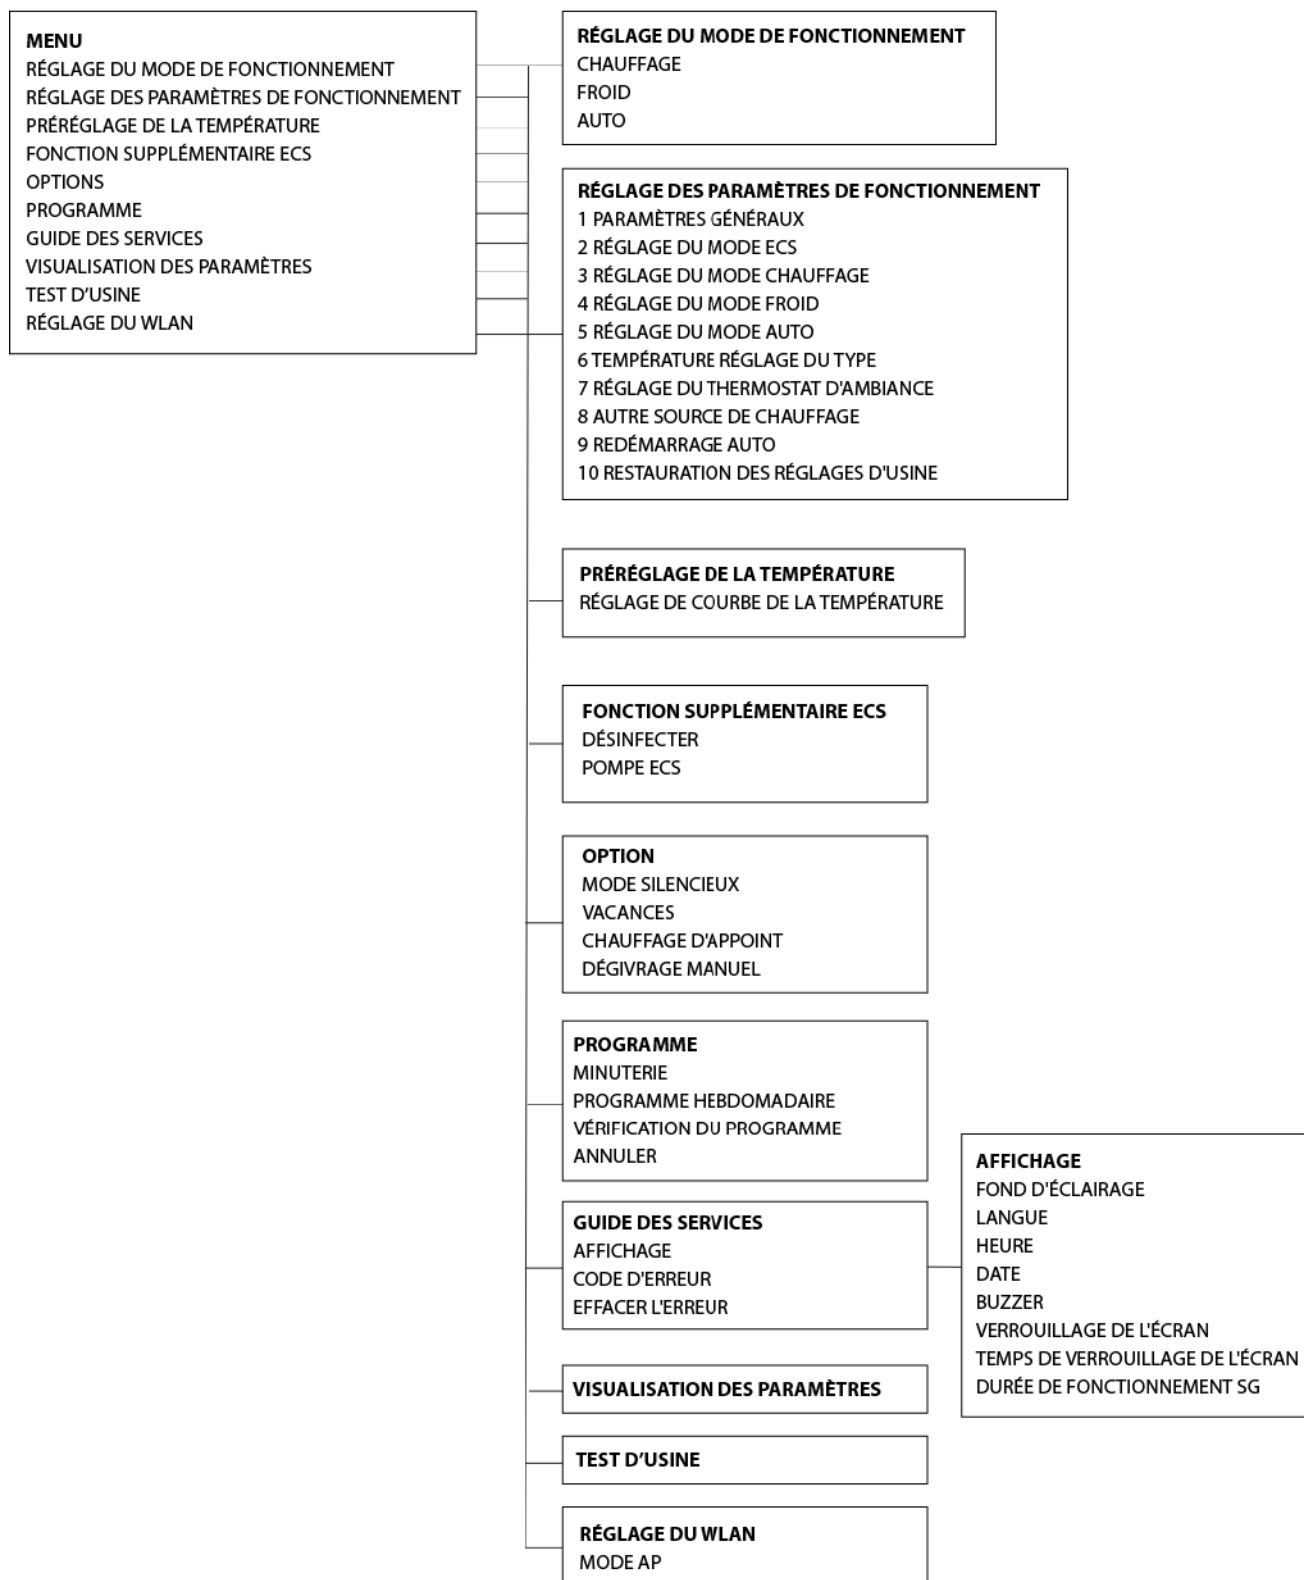 MENU
RÉGLAGE DU MODE DE FONCTIONNEMENT
RÉGLAGE DES PARAMÈTRES DE FONCTIONNEMENT
PRÉRÉGLAGE DE LA TEMPÉRATURE
FONCTION SUPPLÉMENTAIRE ECS
OPTIONS
PROGRAMME
GUIDE DES SERVICES
VISUALISATION DES PARAMÈTRES
TEST D’USINE
RÉGLAGE DU WLAN
RÉGLAGE DU MODE DE FONCTIONNEMENT
CHAUFFAGE
FROID
AUTO
RÉGLAGE DES PARAMÈTRES DE FONCTIONNEMENT
1 PARAMÈTRES GÉNÉRAUX
2 RÉGLAGE DU MODE ECS
3 RÉGLAGE DU MODE CHAUFFAGE
4 RÉGLAGE DU MODE FROID
5 RÉGLAGE DU MODE AUTO
6 TEMPÉRATURE RÉGLAGE DU TYPE
7 RÉGLAGE DU THERMOSTAT D'AMBIANCE
8 AUTRE SOURCE DE CHAUFFAGE
9 REDÉMARRAGE AUTO
10 RESTAURATION DES RÉGLAGES D'USINE
PRÉRÉGLAGE DE LA TEMPÉRATURE
RÉGLAGE DE COURBE DE LA TEMPÉRATURE
FONCTION SUPPLÉMENTAIRE ECS
DÉSINFECTER
POMPE ECS
OPTION
MODE SILENCIEUX
VACANCES
CHAUFFAGE D'APPOINT
DÉGIVRAGE MANUEL
PROGRAMME
MINUTERIE
PROGRAMME HEBDOMADAIRE
VÉRIFICATION DU PROGRAMME
ANNULER
GUIDE DES SERVICES
AFFICHAGE
CODE D'ERREUR
EFFACER L'ERREUR
AFFICHAGE
FOND D'ÉCLAIRAGE
LANGUE
HEURE
DATE
BUZZER
VERROUILLAGE DE L'ÉCRAN
TEMPS DE VERROUILLAGE DE L'ÉCRAN
DURÉE DE FONCTIONNEMENT SG
VISUALISATION DES PARAMÈTRES
TEST D’USINE
RÉGLAGE DU WLAN
MODE AP